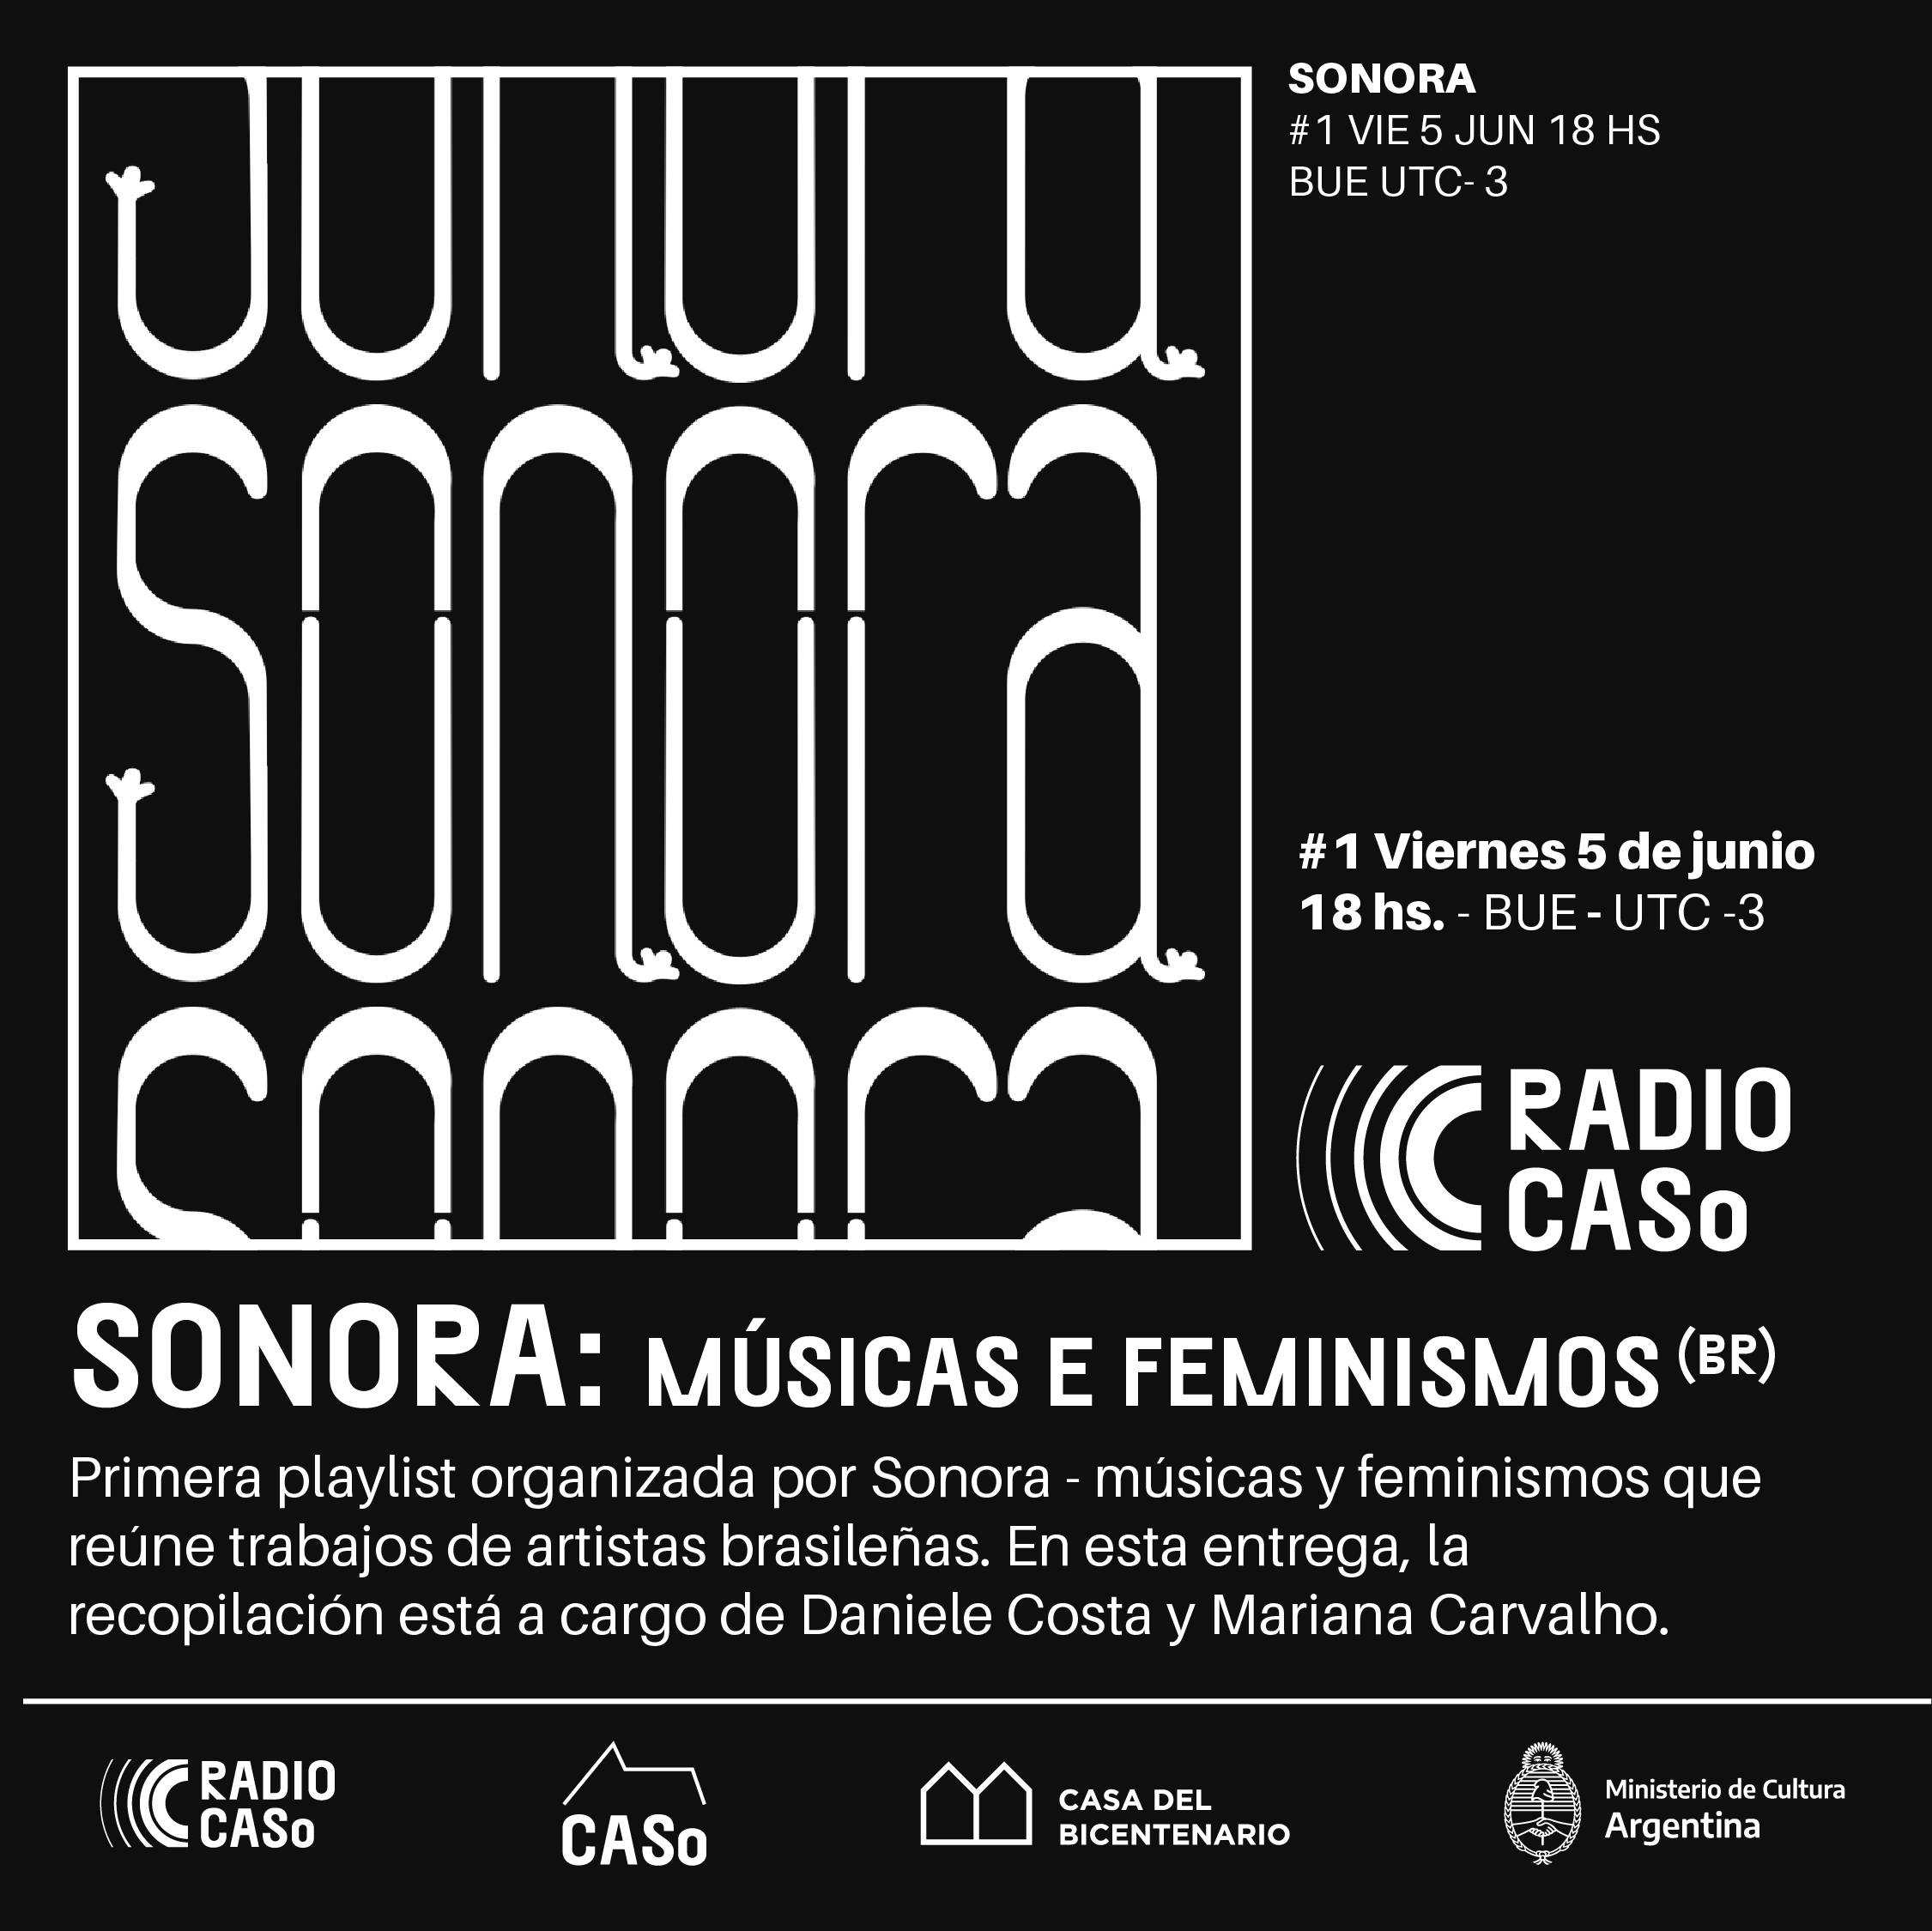 sonora
sonora
sonora
SONORA
#1 VIE 5 JUN 18 HS
BUE UTC- 3
#1 Viernes 5 de junio
18 hs. - BUE - UTC -3
RADIO
CASo
SONORA: MÚSICAS E FEMINISMOS (BR)
Primera playlist organizada por Sonora - músicas y feminismos que
reúne trabajos de artistas brasileñas. En esta entrega, la
recopilación está a cargo de Daniele Costa y Mariana Carvalho.
RADIO
CASo
CASo
CASA DEL
BICENTENARIO
Ministerio de Cultura
Argentina